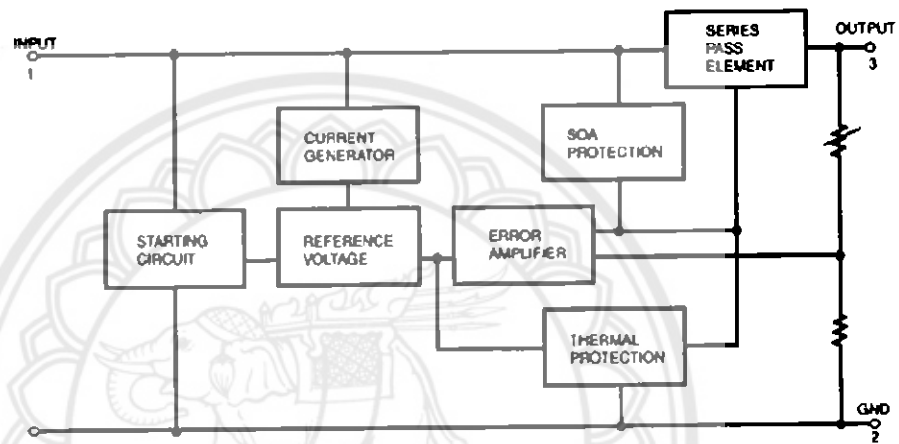 INPUT
1
SERIES
PASS
ELEMENT
OUTPUT
3
CURRENT
GENERATOR
SOA
PROTECTION
STARTING
CIRCUIT
REFERENCE
VOLTAGE
ERROR
AMPLIFIER
THERMAL
PROTECTION
GND
2